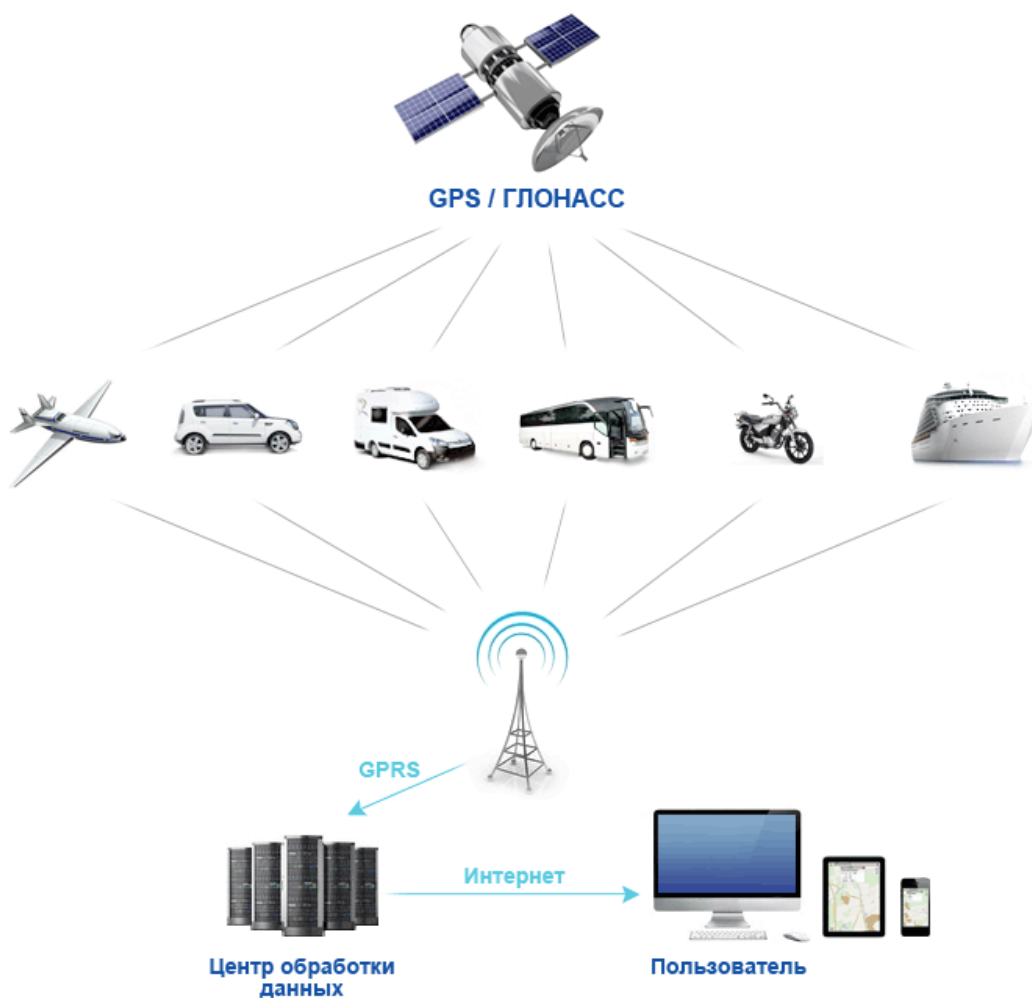 GPS / ГЛОНАСС
GPRS
Интернет
Центр обработки
данных
Пользователь